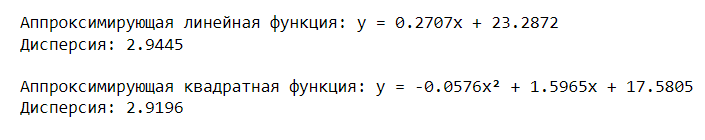 Аппроксимирующая линейная функция: y = 0.2707x + 23.2872
Дисперсия: 2.9445
Аппроксимирующая квадратная функция: y = -0.0576x² + 1.5965x + 17.5805
Дисперсия: 2.9196